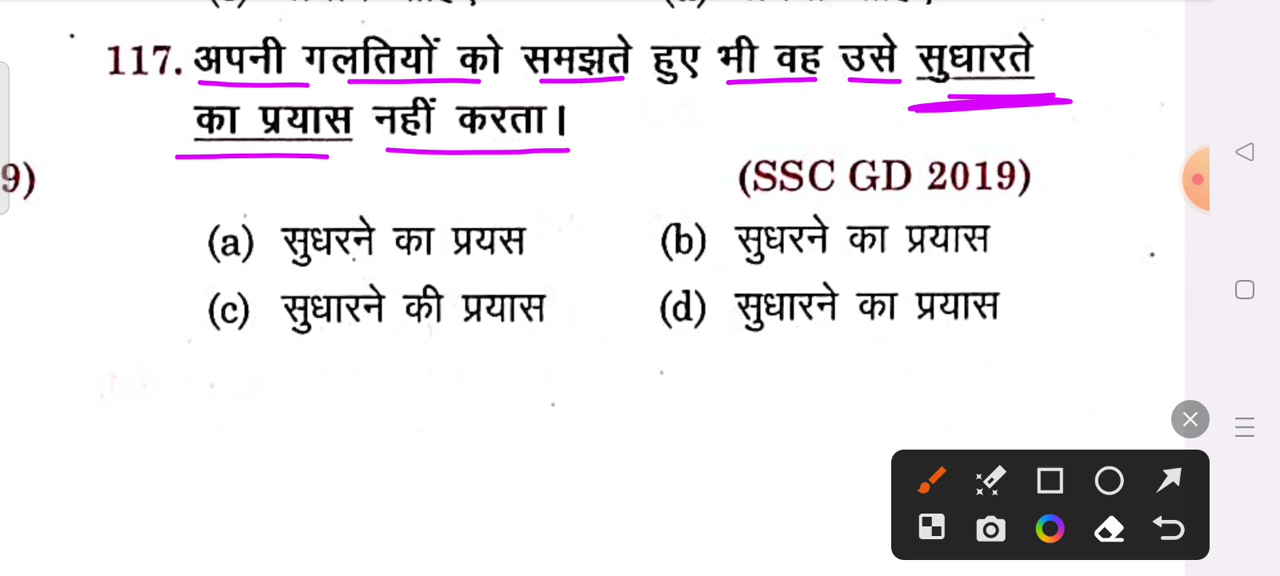 117. अपनी गलतियों को समझते हुए भी वह उसे सुधारते
का प्रयास नहीं करता।
9)
(SSC GD 2019)
(a) सुधरने का प्रयस (b) सुधरने का प्रयास
(c) सुधारने की प्रयास (d) सुधारने का प्रयास